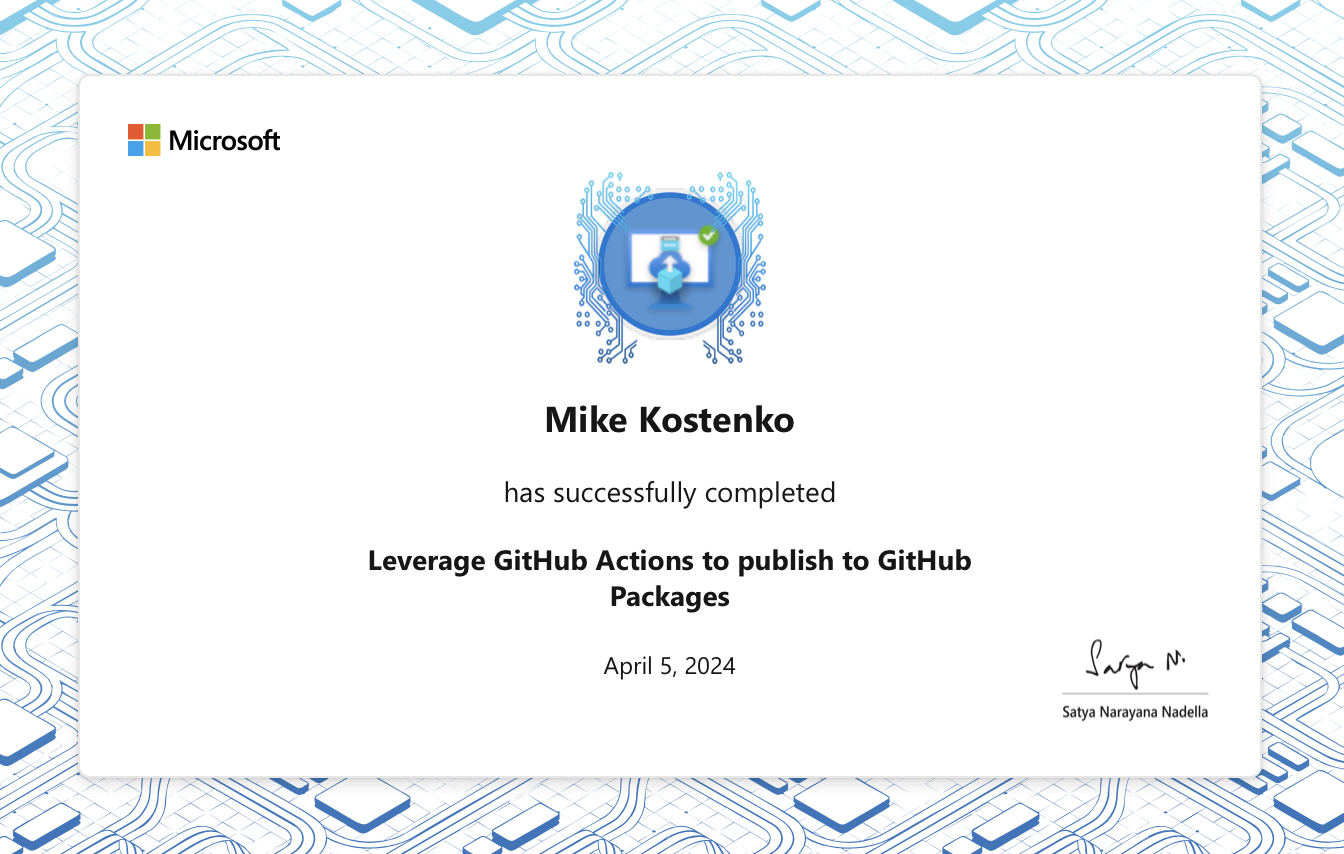 Microsoft
Mike Kostenko
has successfully completed
Leverage GitHub Actions to publish to GitHub
Packages
April 5, 2024
Satya N.
Satya Narayana Nadella